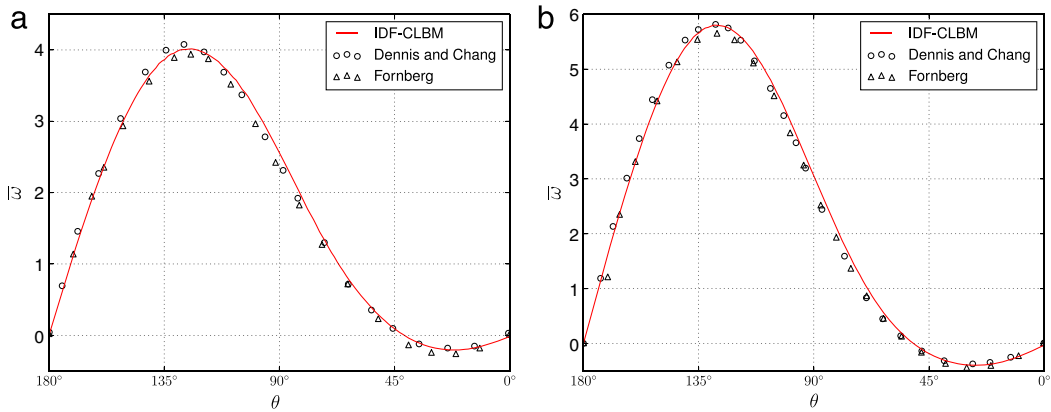 a
4
3
2
1
0
ω̅
180°
135°
90°
45°
0°
θ
IDF-CLBM
Dennis and Chang
Fornberg
b
6
5
4
3
2
1
0
ω̅
180°
135°
90°
45°
0°
θ
IDF-CLBM
Dennis and Chang
Fornberg